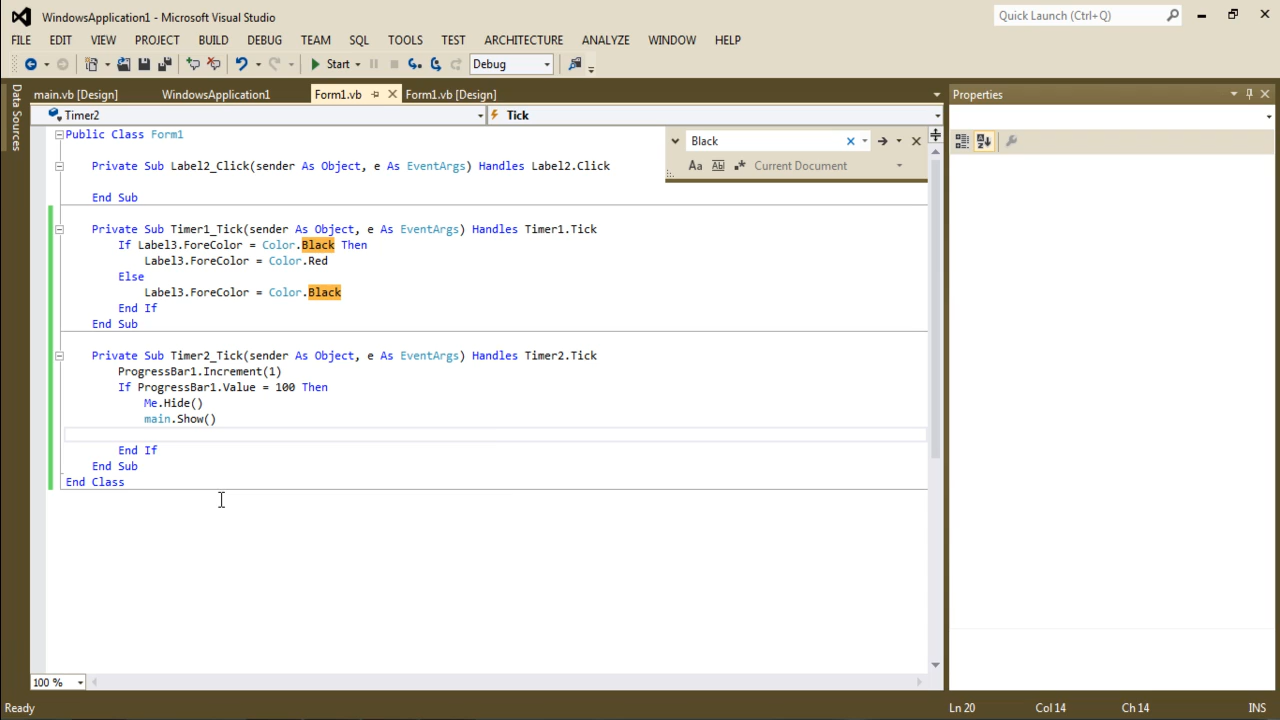 WindowsApplication1 - Microsoft Visual Studio
Quick Launch (Ctrl+Q)
FILE EDIT VIEW PROJECT BUILD DEBUG TEAM SQL TOOLS TEST ARCHITECTURE ANALYZE WINDOW HELP
Start Debug
Data Sources
main.vb [Design] WindowsApplication1 Form1.vb Form1.vb [Design]
Properties
Timer2 Tick
Black
Aa Abl Current Document
Public Class Form1
Private Sub Label2_Click(sender As Object, e As EventArgs) Handles Label2.Click
End Sub
Private Sub Timer1_Tick(sender As Object, e As EventArgs) Handles Timer1.Tick
If Label3.ForeColor = Color.Black Then
Label3.ForeColor = Color.Red
Else
Label3.ForeColor = Color.Black
End If
End Sub
Private Sub Timer2_Tick(sender As Object, e As EventArgs) Handles Timer2.Tick
ProgressBar1.Increment(1)
If ProgressBar1.Value = 100 Then
Me.Hide()
main.Show()
End If
End Sub
End Class
100 %
Ready Ln 20 Col 14 Ch 14 INS